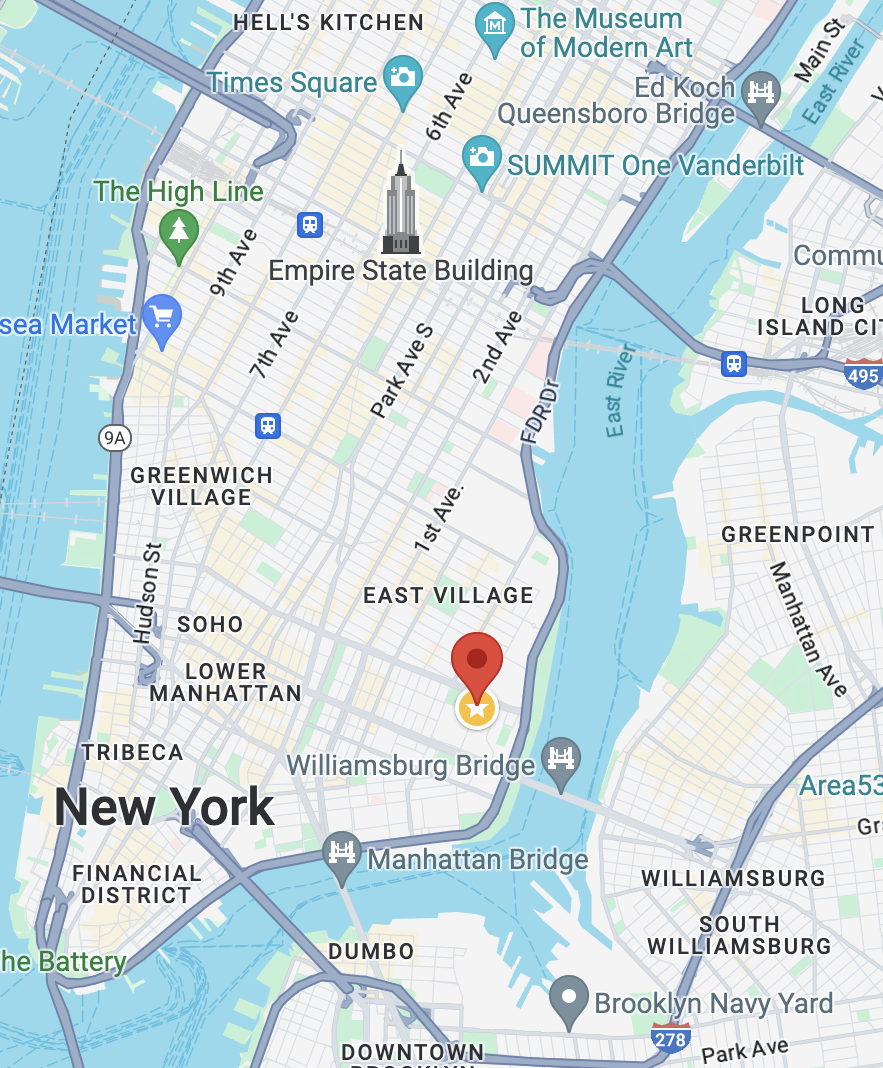 HELL'S KITCHEN
The Museum
of Modern Art
Main St
East River
Times Square
6th Ave
Ed Koch
Queensboro Bridge
SUMMIT One Vanderbilt
The High Line
9th Ave
Empire State Building
Commu
LONG
ISLAND CIT
sea Market
7th Ave
Park Ave S
2nd Ave
East River
495
FDR Dr
9A
GREENWICH
VILLAGE
1st Ave.
GREENPOINT
Hudson St
EAST VILLAGE
Manhattan Ave
SOHO
LOWER
MANHATTAN
TRIBECA
Williamsburg Bridge
Area53
New York
Gr
Manhattan Bridge
FINANCIAL
DISTRICT
WILLIAMSBURG
SOUTH
WILLIAMSBURG
DUMBO
he Battery
Brooklyn Navy Yard
278
Park Ave
DOWNTOWN
BROOKLYN